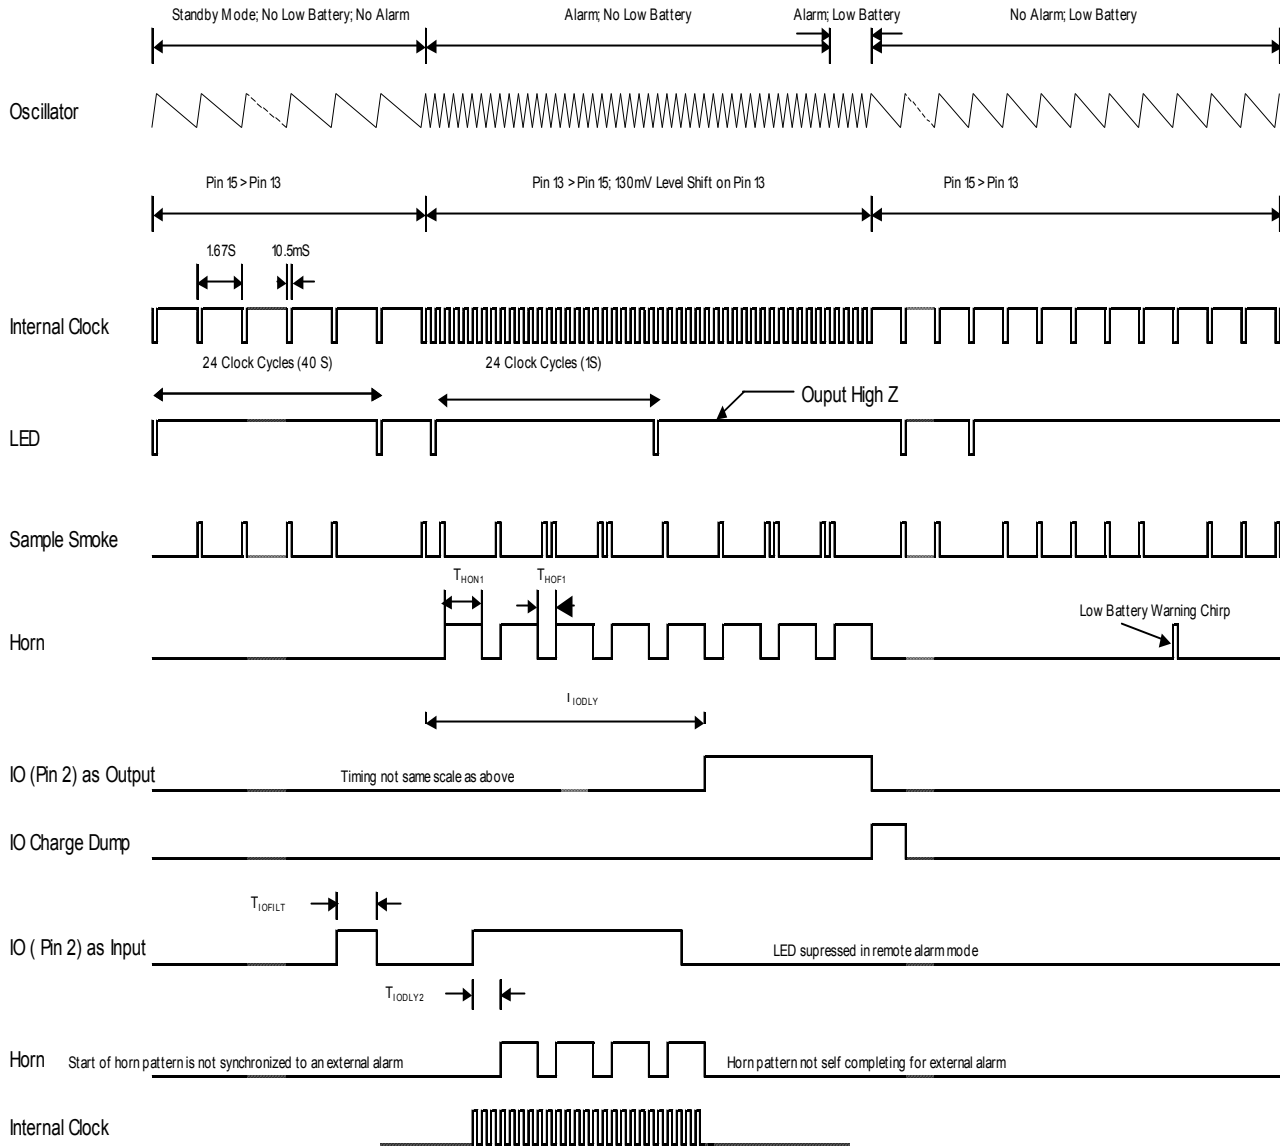 Standby Mode; No Low Battery; No Alarm
Alarm; No Low Battery
Alarm; Low Battery
No Alarm; Low Battery
Oscillator
Pin 15 > Pin 13
Pin 13 > Pin 15; 130mV Level Shift on Pin 13
Pin 15 > Pin 13
1.67S
10.5mS
Internal Clock
24 Clock Cycles (40 S)
24 Clock Cycles (1S)
Ouput High Z
LED
Sample Smoke
THON1
THOF1
Low Battery Warning Chirp
Horn
TIODLY
IO (Pin 2) as Output
Timing not same scale as above
IO Charge Dump
TIOFILT
IO ( Pin 2) as Input
LED supressed in remote alarm mode
TIODLY2
Horn
Start of horn pattern is not synchronized to an external alarm
Horn pattern not self completing for external alarm
Internal Clock